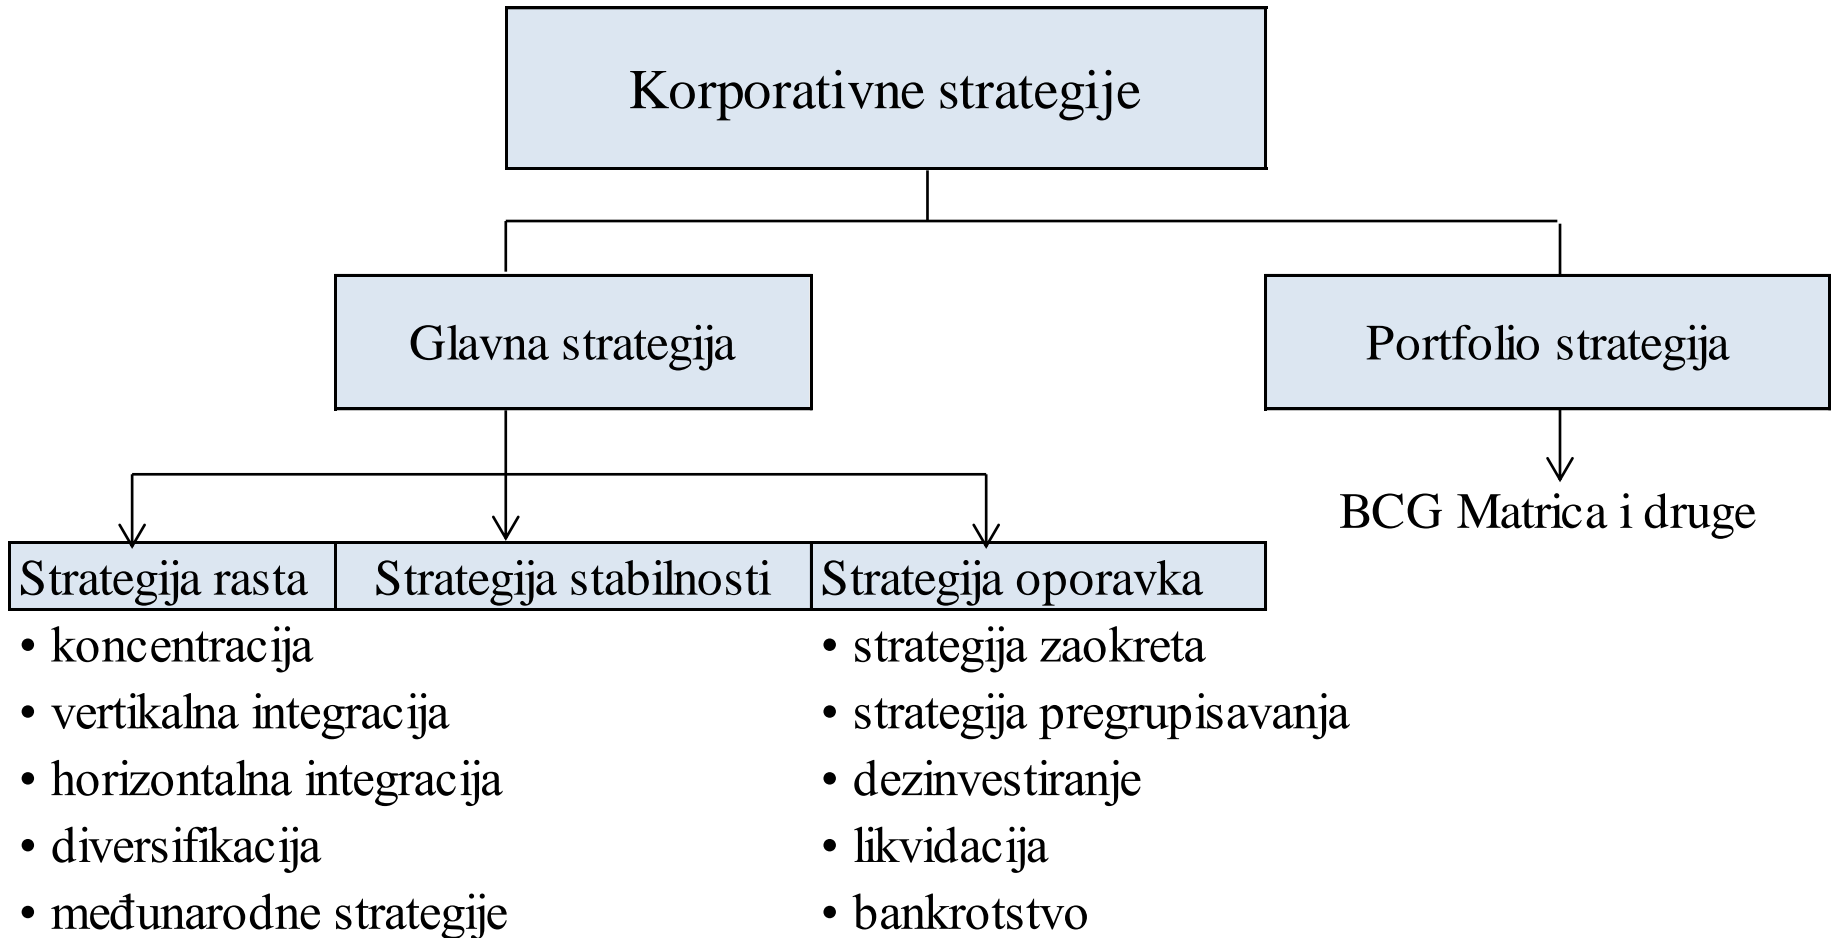 Korporativne strategije
Glavna strategija
Portfolio strategija
BCG Matrica i druge
Strategija rasta
Strategija stabilnosti
Strategija oporavka
• koncentracija
• vertikalna integracija
• horizontalna integracija
• diversifikacija
• međunarodne strategije
• strategija zaokreta
• strategija pregrupisavanja
• dezinvestiranje
• likvidacija
• bankrotstvo